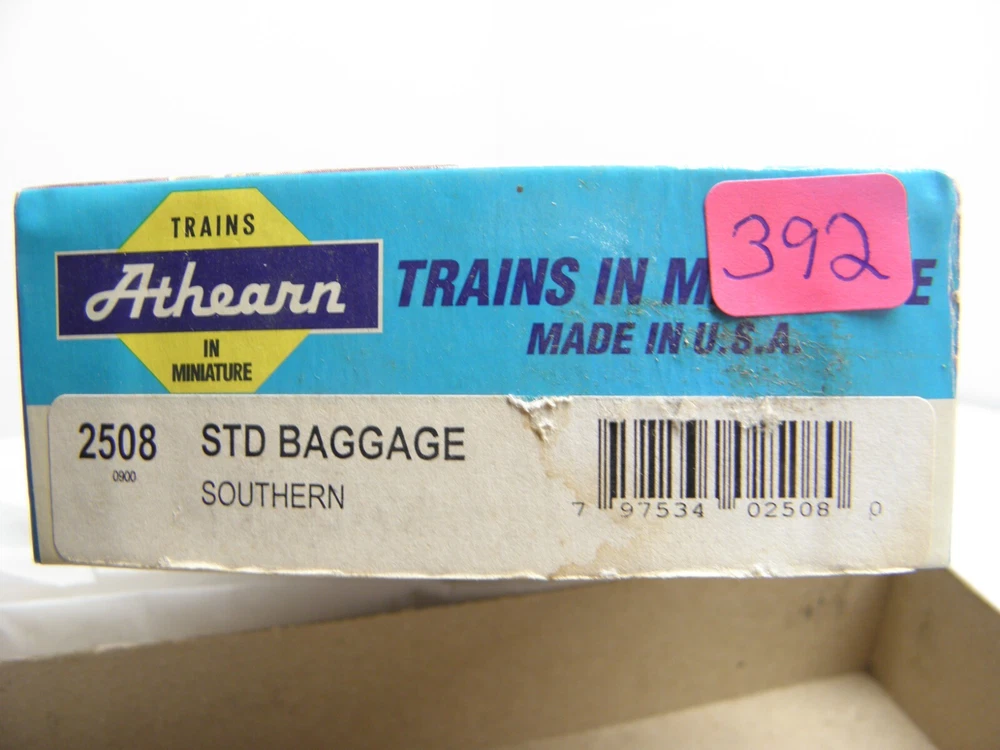 TRAINS
Athearn
IN
MINIATURE
TRAINS IN M E
MADE IN U.S.A.
392
2508
0900
STD BAGGAGE
SOUTHERN
7 97534 02508 0